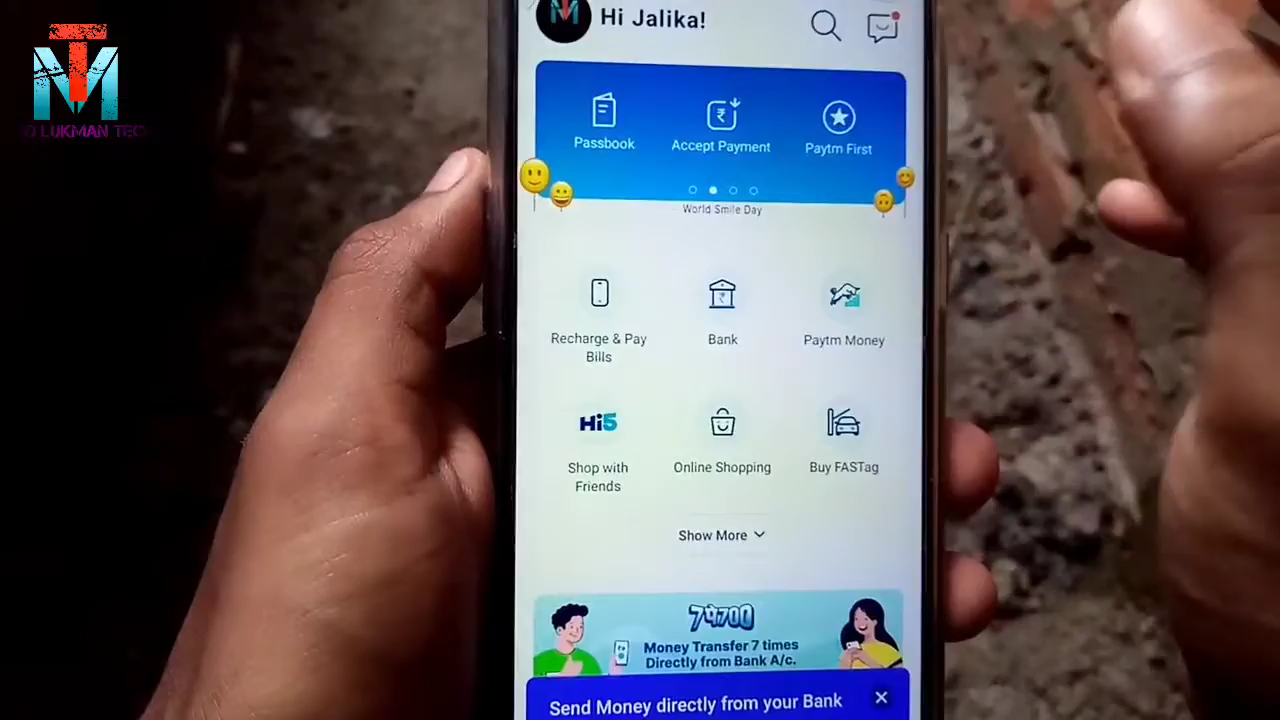 Hi Jalika!
TM
LUKMAN TECH
Passbook
Accept Payment
Paytm First
World Smile Day
Recharge & Pay
Bills
Bank
Paytm Money
Hi5
Shop with
Friends
Online Shopping
Buy FASTag
Show More
Money Transfer 7 times
Directly from Bank A/c.
Send Money directly from your Bank